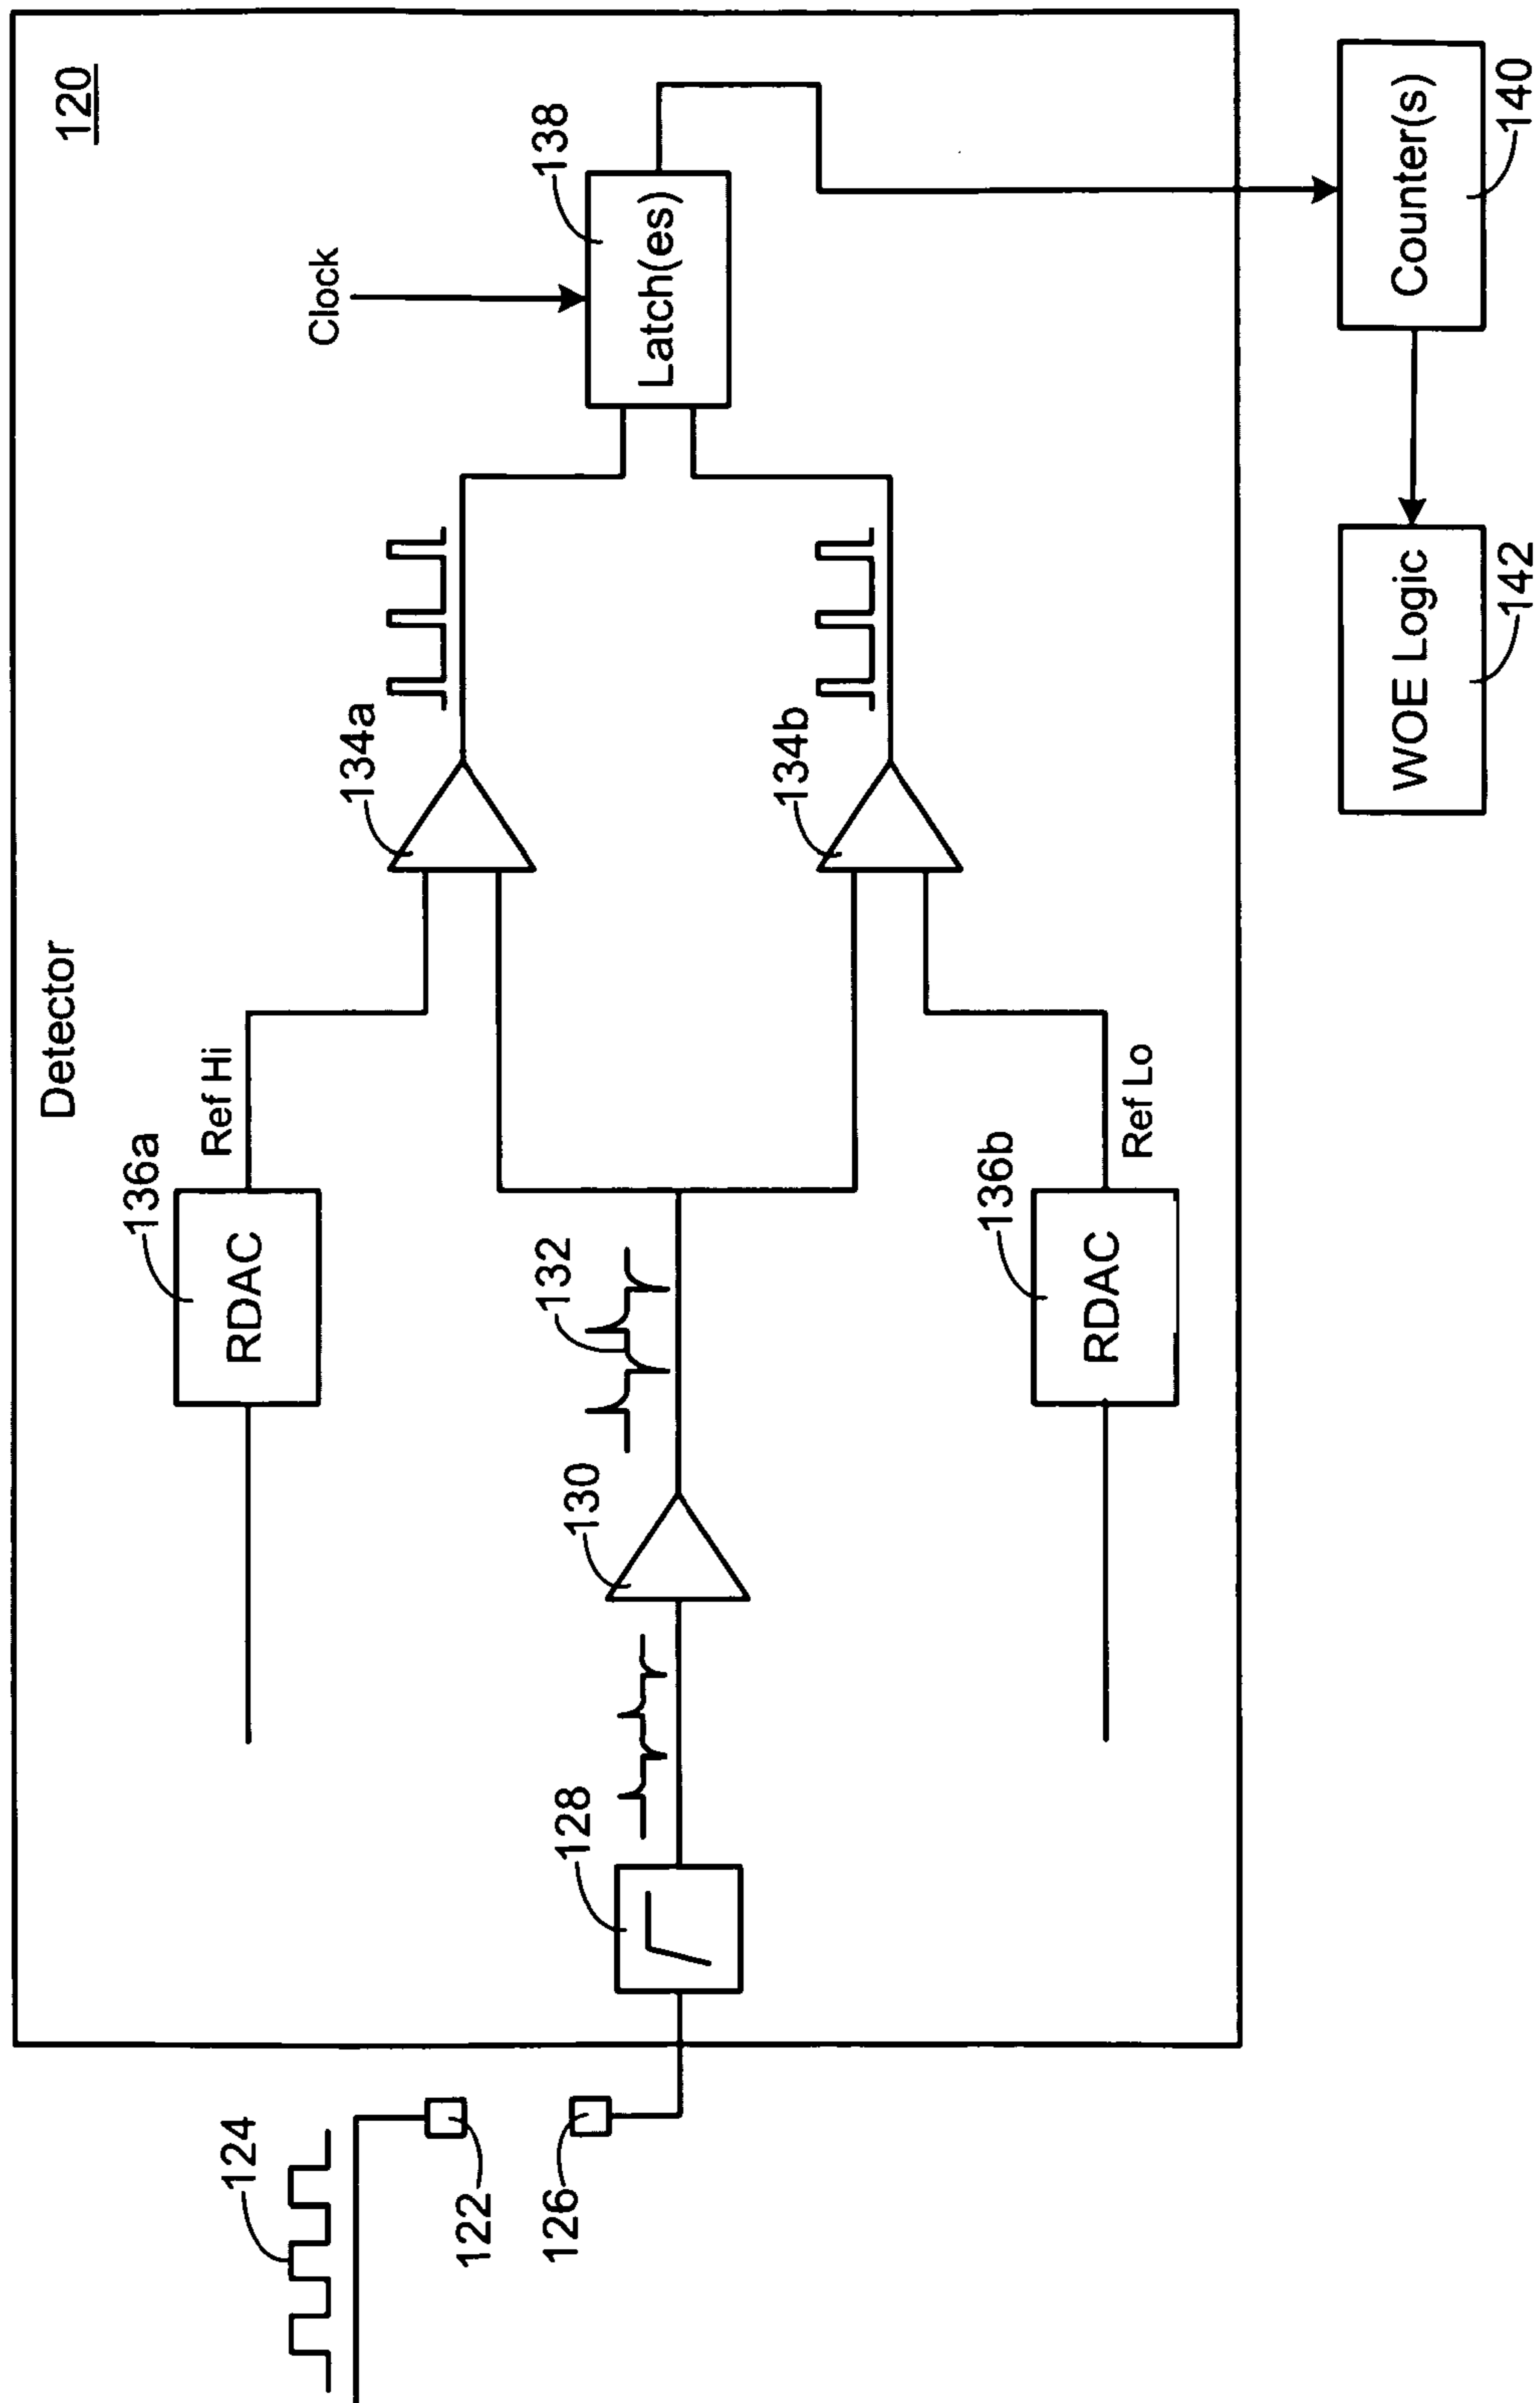 Detector
120
124
122
126
128
130
132
136a
RDAC
Ref Hi
136b
RDAC
Ref Lo
134a
134b
Clock
138
Latch(es)
Counter(s)
140
WOE Logic
142